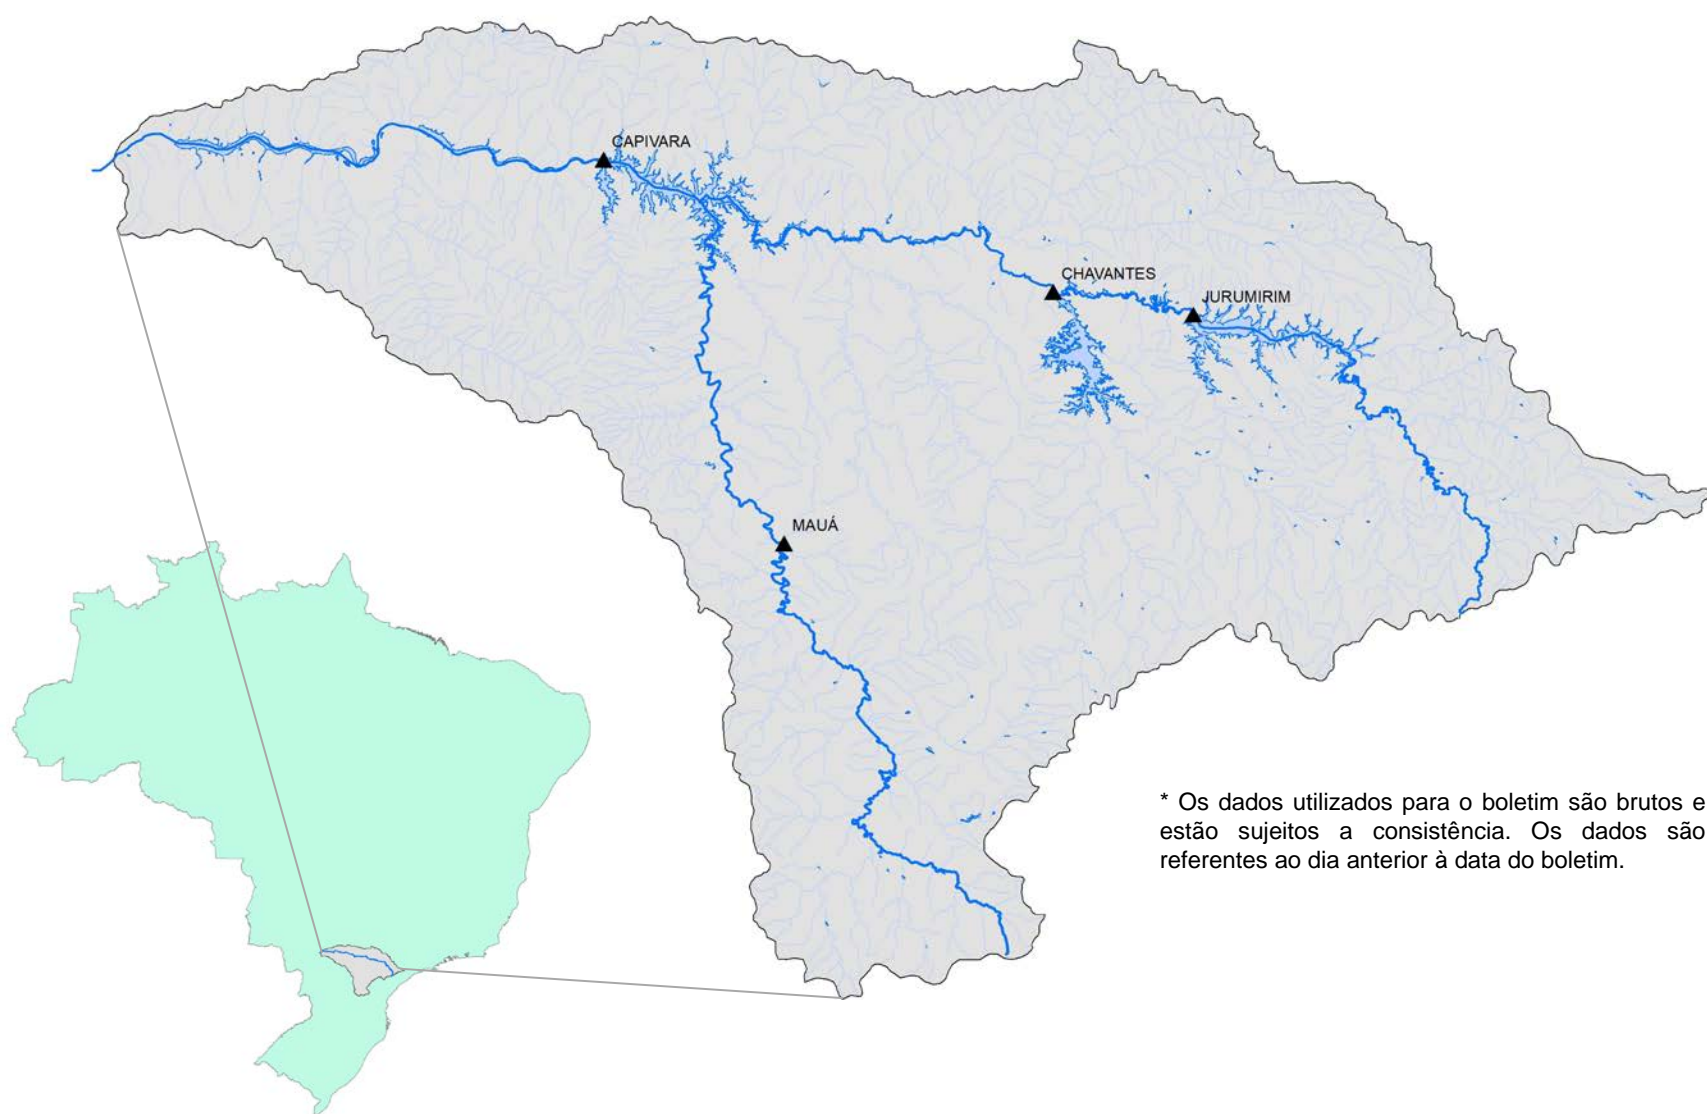 CAPIVARA
CHAVANTES
JURUMIRIM
MAUÁ
* Os dados utilizados para o boletim são brutos e
estão sujeitos a consistência. Os dados são
referentes ao dia anterior à data do boletim.